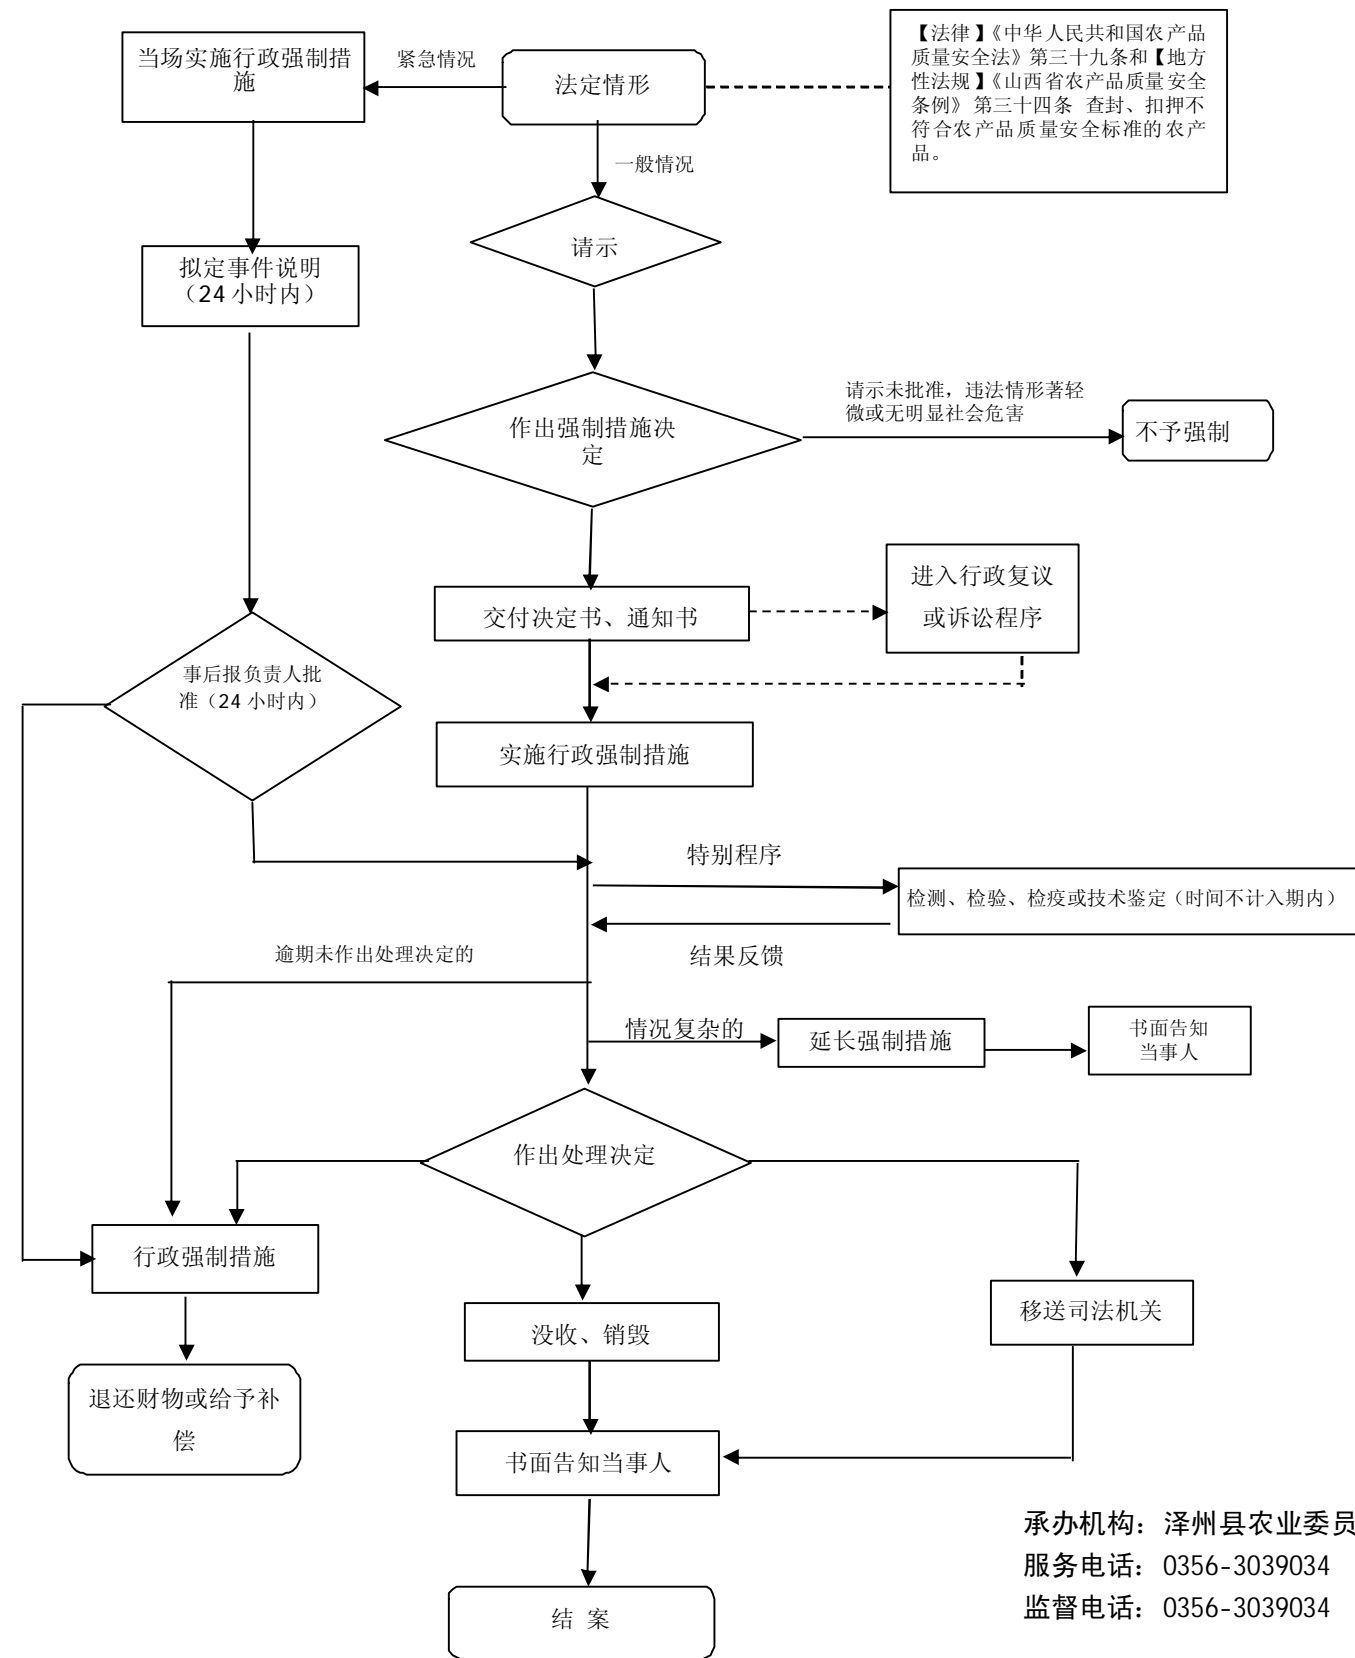 当场实施行政强制措
施
紧急情况
法定情形
【法律】《中华人民共和国农产品
质量安全法》第三十九条和【地方
性法规】《山西省农产品质量安全
条例》第三十四条 查封、扣押不
符合农产品质量安全标准的农产
品。
一般情况
请示
拟定事件说明
（24 小时内）
作出强制措施决
定
请示未批准，违法情形著轻
微或无明显社会危害
不予强制
交付决定书、通知书
进入行政复议
或诉讼程序
事后报负责人批
准（24 小时内）
实施行政强制措施
特别程序
检测、检验、检疫或技术鉴定（时间不计入期内）
结果反馈
逾期未作出处理决定的
情况复杂的
延长强制措施
书面告知
当事人
作出处理决定
行政强制措施
没收、销毁
移送司法机关
退还财物或给予补
偿
书面告知当事人
结 案
承办机构：泽州县农业委员
服务电话：0356-3039034
监督电话：0356-3039034